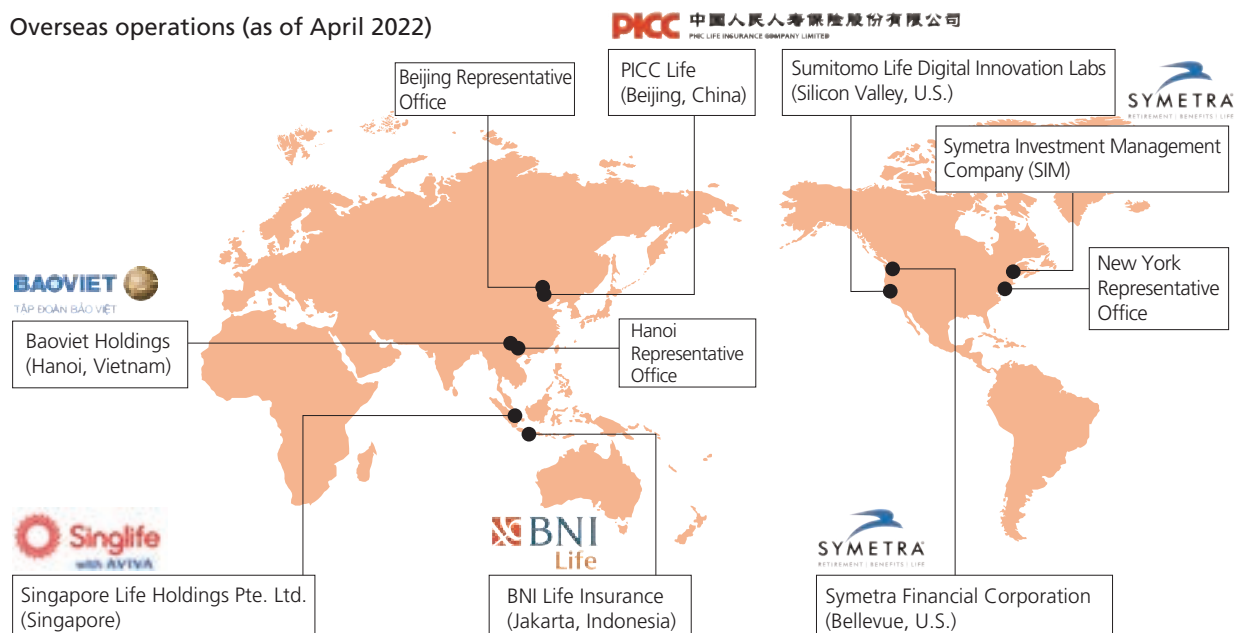 Overseas operations (as of April 2022)
PICC 中国人民人寿保险股份有限公司
PICC LIFE INSURANCE COMPANY LIMITED
Beijing Representative
Office
PICC Life
(Beijing, China)
Sumitomo Life Digital Innovation Labs
(Silicon Valley, U.S.)
SYMETRA
RETIREMENT | BENEFITS | LIFE
Symetra Investment Management
Company (SIM)
New York
Representative
Office
BAOVIET
TẬP ĐOÀN BẢO VIỆT
Baoviet Holdings
(Hanoi, Vietnam)
Hanoi
Representative
Office
Singlife
with AVIVA
Singapore Life Holdings Pte. Ltd.
(Singapore)
BNI
Life
BNI Life Insurance
(Jakarta, Indonesia)
SYMETRA
RETIREMENT | BENEFITS | LIFE
Symetra Financial Corporation
(Bellevue, U.S.)